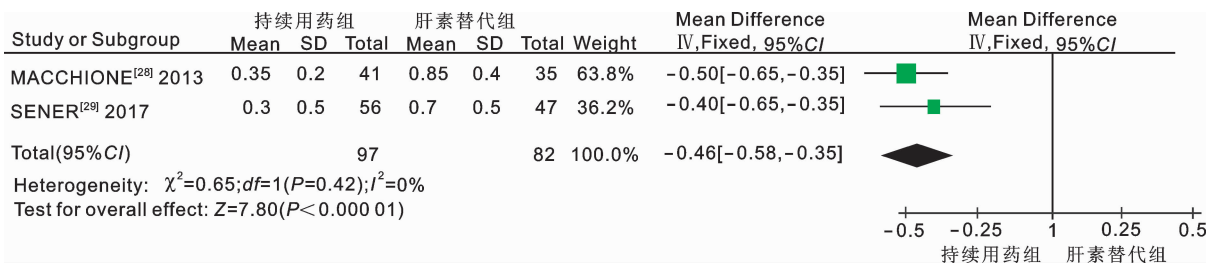 持续用药组 肝素替代组 Mean Difference Mean Difference
Study or Subgroup Mean SD Total Mean SD Total Weight Ⅳ,Fixed, 95%CI Ⅳ,Fixed, 95%CI
MACCHIONE[28] 2013 0.35 0.2 41 0.85 0.4 35 63.8% -0.50[-0.65,-0.35]
SENER[29] 2017 0.3 0.5 56 0.7 0.5 47 36.2% -0.40[-0.65,-0.35]
Total(95%CI) 97 82 100.0% -0.46[-0.58,-0.35]
Heterogeneity: χ²=0.65;df=1(P=0.42);I²=0%
Test for overall effect: Z=7.80(P<0.000 01)
-0.5 -0.25 1 0.25 0.5
持续用药组 肝素替代组